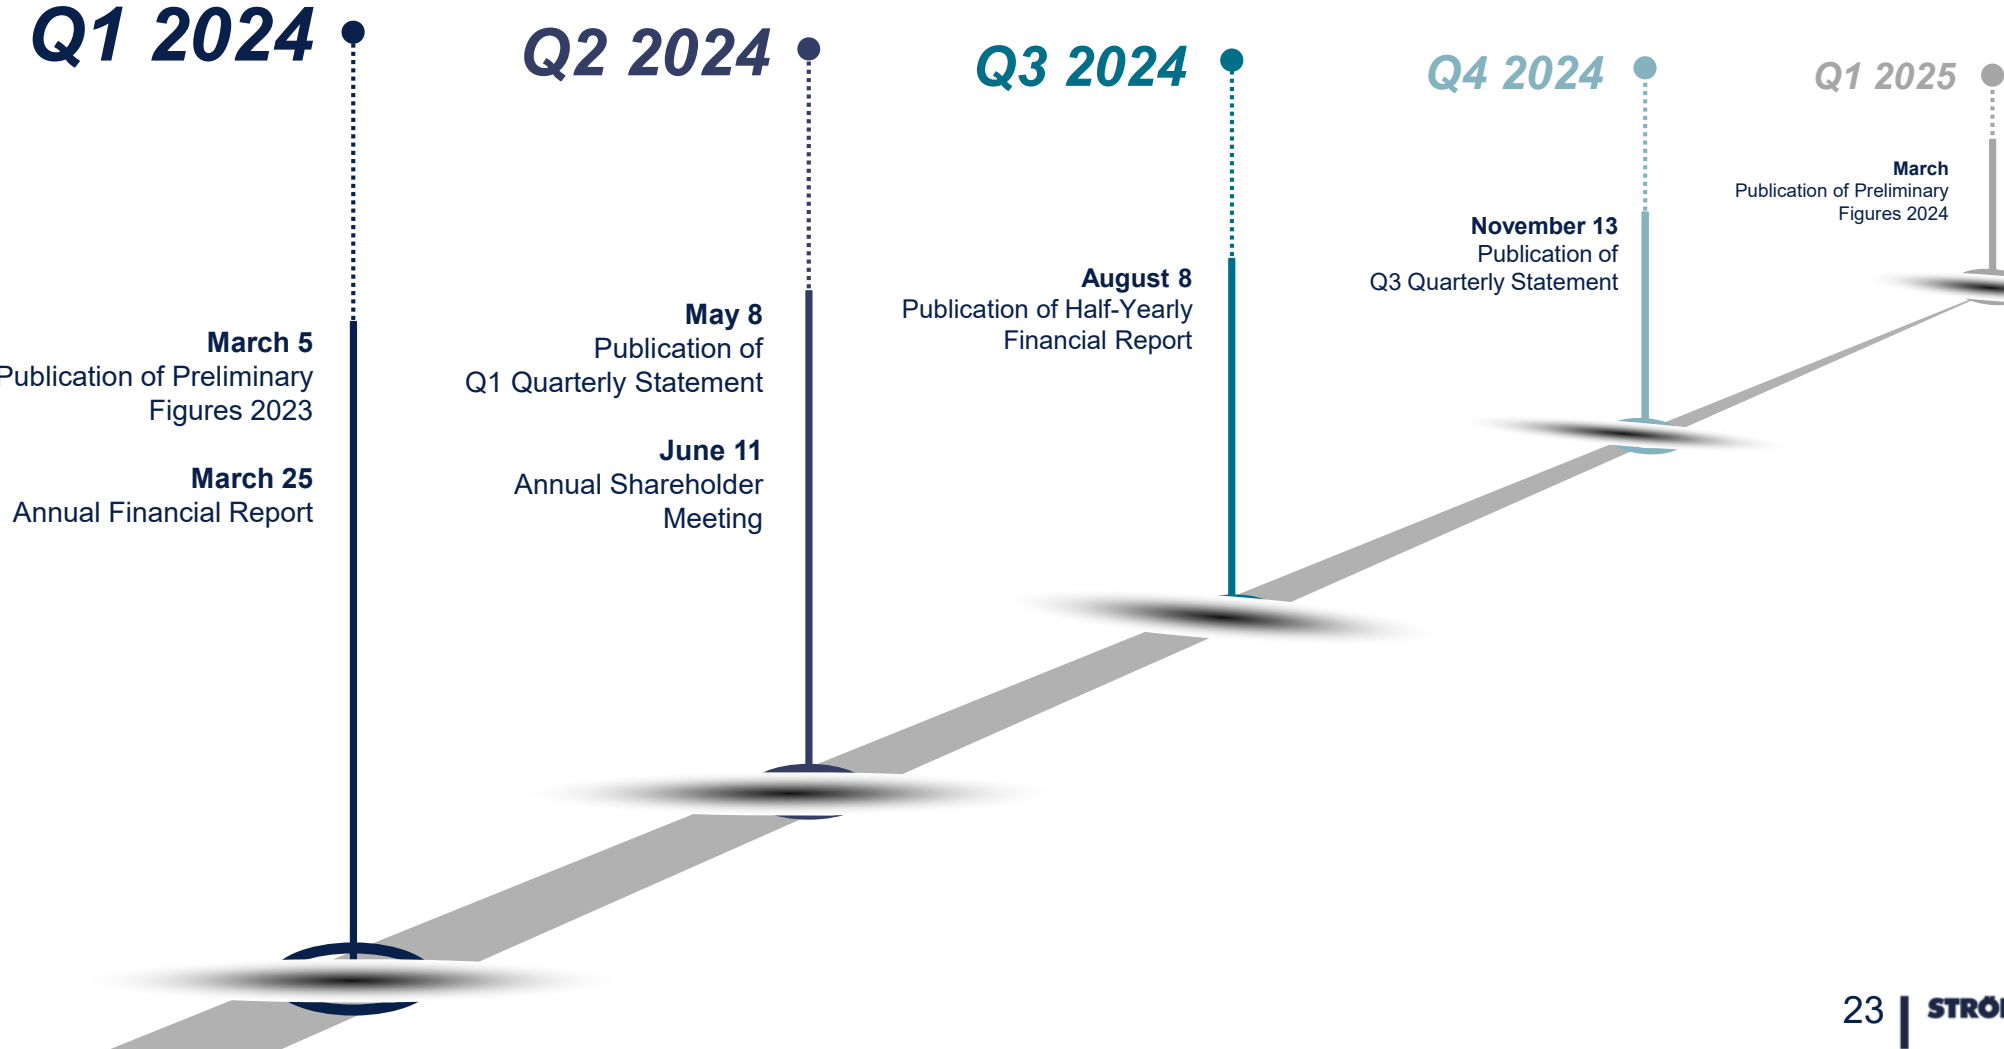 Q1 2024
March 5
Publication of Preliminary
Figures 2023
March 25
Annual Financial Report
Q2 2024
May 8
Publication of
Q1 Quarterly Statement
June 11
Annual Shareholder
Meeting
Q3 2024
August 8
Publication of Half-Yearly
Financial Report
Q4 2024
November 13
Publication of
Q3 Quarterly Statement
Q1 2025
March
Publication of Preliminary
Figures 2024
23